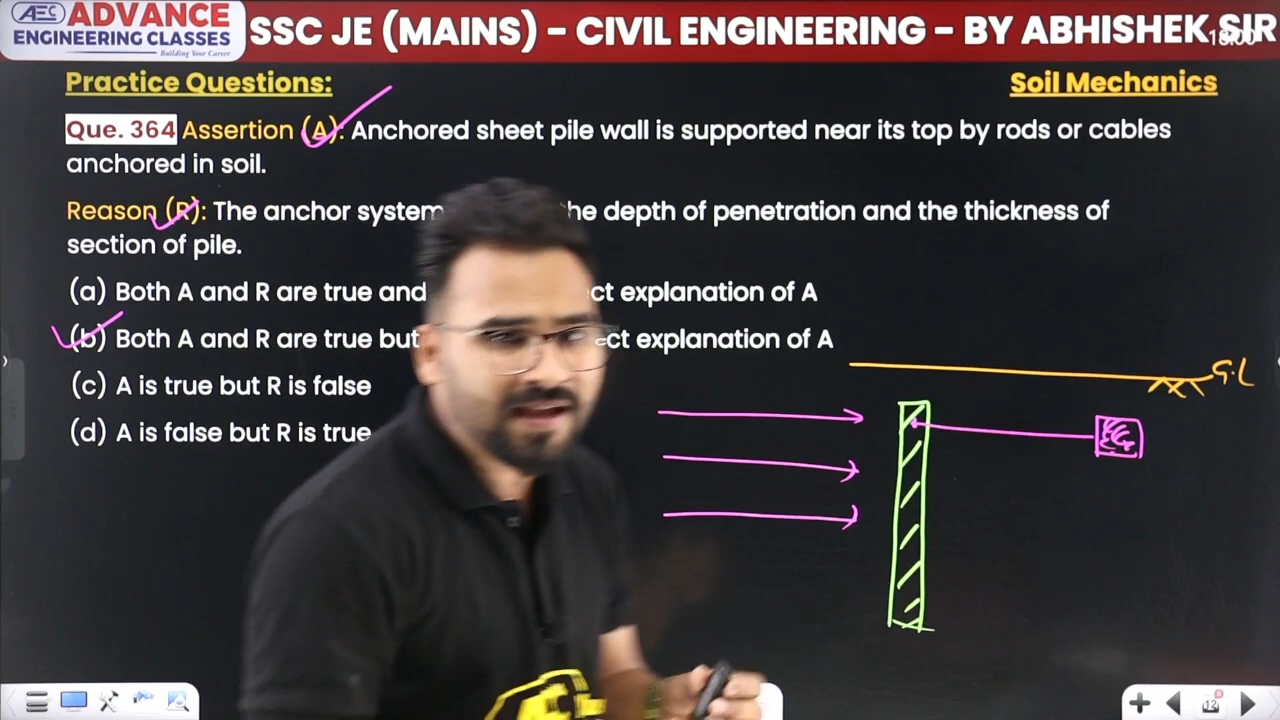 AEC ADVANCE
ENGINEERING CLASSES
Building Your Career
SSC JE (MAINS) - CIVIL ENGINEERING - BY ABHISHEK SIR
18:00
Practice Questions:
Soil Mechanics
Que. 364 Assertion (A): Anchored sheet pile wall is supported near its top by rods or cables
anchored in soil.
Reason (R): The anchor system he depth of penetration and the thickness of
section of pile.
(a) Both A and R are true and ct explanation of A
(b) Both A and R are true but ect explanation of A
(c) A is true but R is false
(d) A is false but R is true
G.L
12